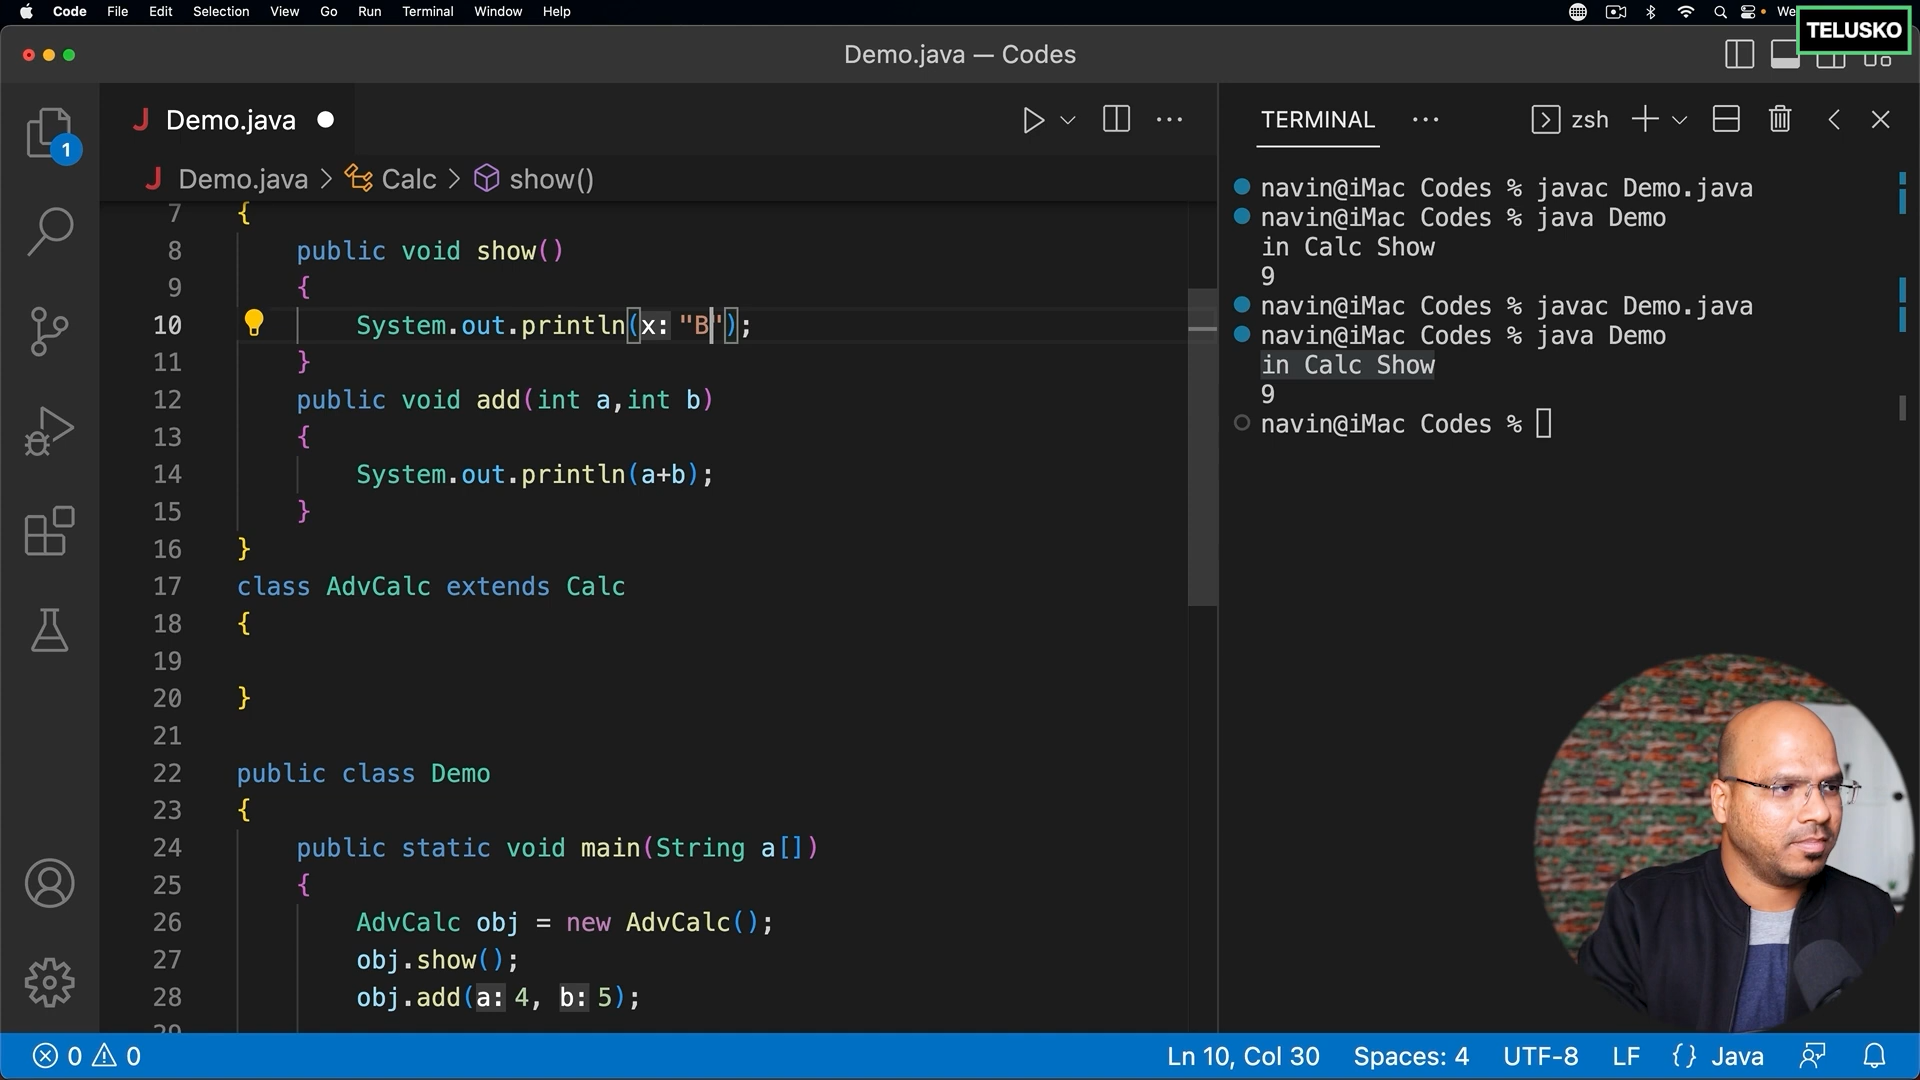 Code File Edit Selection View Go Run Terminal Window Help
We
TELUSKO
Demo.java — Codes
Demo.java
TERMINAL
zsh
1
Demo.java > Calc > show()
7 {
8 public void show()
9 {
10 System.out.println(x: "B");
11 }
12 public void add(int a,int b)
13 {
14 System.out.println(a+b);
15 }
16 }
17 class AdvCalc extends Calc
18 {
19
20 }
21
22 public class Demo
23 {
24 public static void main(String a[])
25 {
26 AdvCalc obj = new AdvCalc();
27 obj.show();
28 obj.add(a: 4, b: 5);
29
navin@iMac Codes % javac Demo.java
navin@iMac Codes % java Demo
in Calc Show
9
navin@iMac Codes % javac Demo.java
navin@iMac Codes % java Demo
in Calc Show
9
navin@iMac Codes %
0 0
Ln 10, Col 30 Spaces: 4 UTF-8 LF {} Java